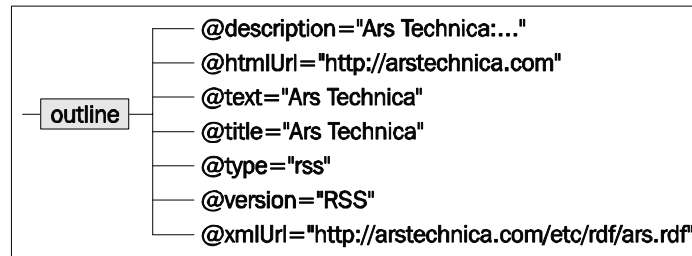 @description="Ars Technica:..."
@htmlUrl="http://arstechnica.com"
@text="Ars Technica"
outline
@title="Ars Technica"
@type="rss"
@version="RSS"
@xmlUrl="http://arstechnica.com/etc/rdf/ars.rdf"